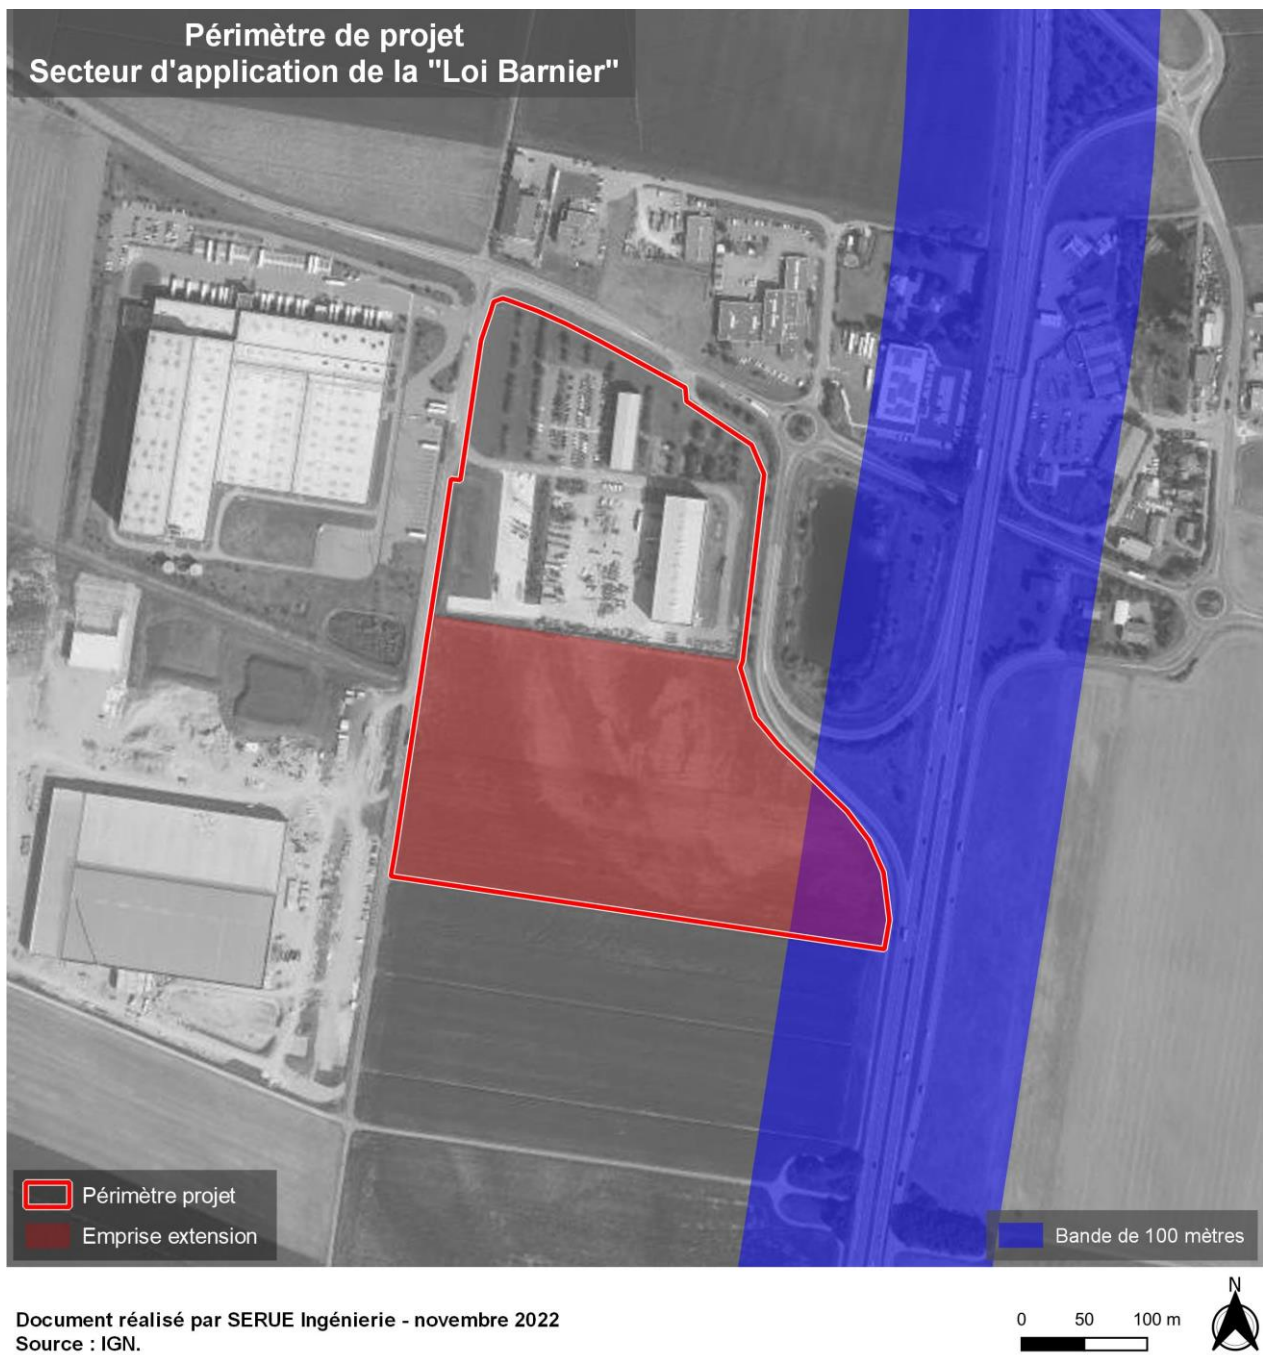 Périmètre de projet
Secteur d'application de la "Loi Barnier"
Périmètre projet
Emprise extension
Bande de 100 mètres
Document réalisé par SERUE Ingénierie - novembre 2022
Source : IGN.
0 50 100 m
N